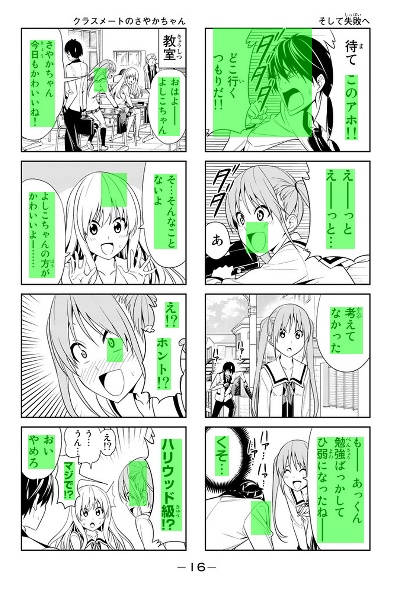 そして失敗へ
待て
このアホ!!
どこ行く
つもりだ!!
えーっと
えーっと…
あ
考えて
なかった
もー あっくん
勉強ばっかして
ひ弱になったね
くそ…
ハァ…
ハァ…
クラスメートのさやかちゃん
教室
おはよー
よしこちゃん
さやかちゃん
今日もかわいいね!
そ…そんなこと
ないよ
よしこちゃんの方が
かわいいよー……
え!?
ホント!?
ハリウッド級!?
う…
うん…
マジで!?
おい
やめろ
—16—